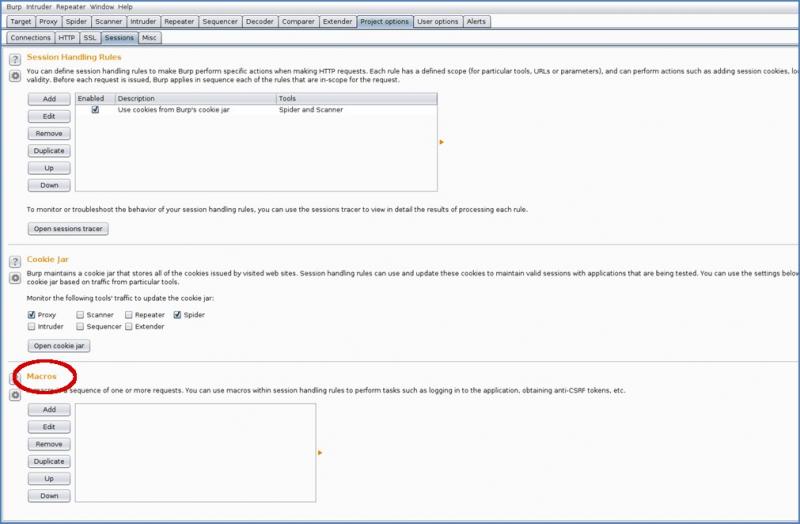 Burp Intruder Repeater Window Help
Target Proxy Spider Scanner Intruder Repeater Sequencer Decoder Comparer Extender Project options User options Alerts
Connections HTTP SSL Sessions Misc
? Session Handling Rules
You can define session handling rules to make Burp perform specific actions when making HTTP requests. Each rule has a defined scope (for particular tools, URLs or parameters), and can perform actions such as adding session cookies, lo
validity. Before each request is issued, Burp applies in sequence each of the rules that are in-scope for the request.
Add Enabled Description Tools
Use cookies from Burp's cookie jar Spider and Scanner
Edit
Remove
Duplicate
Up
Down
To monitor or troubleshoot the behavior of your session handling rules, you can use the sessions tracer to view in detail the results of processing each rule.
Open sessions tracer
? Cookie Jar
Burp maintains a cookie jar that stores all of the cookies issued by visited web sites. Session handling rules can use and update these cookies to maintain valid sessions with applications that are being tested. You can use the settings below
cookie jar based on traffic from particular tools.
Monitor the following tools' traffic to update the cookie jar:
Proxy Scanner Repeater Spider
Intruder Sequencer Extender
Open cookie jar
Macros
a sequence of one or more requests. You can use macros within session handling rules to perform tasks such as logging in to the application, obtaining anti-CSRF tokens, etc.
Add
Edit
Remove
Duplicate
Up
Down